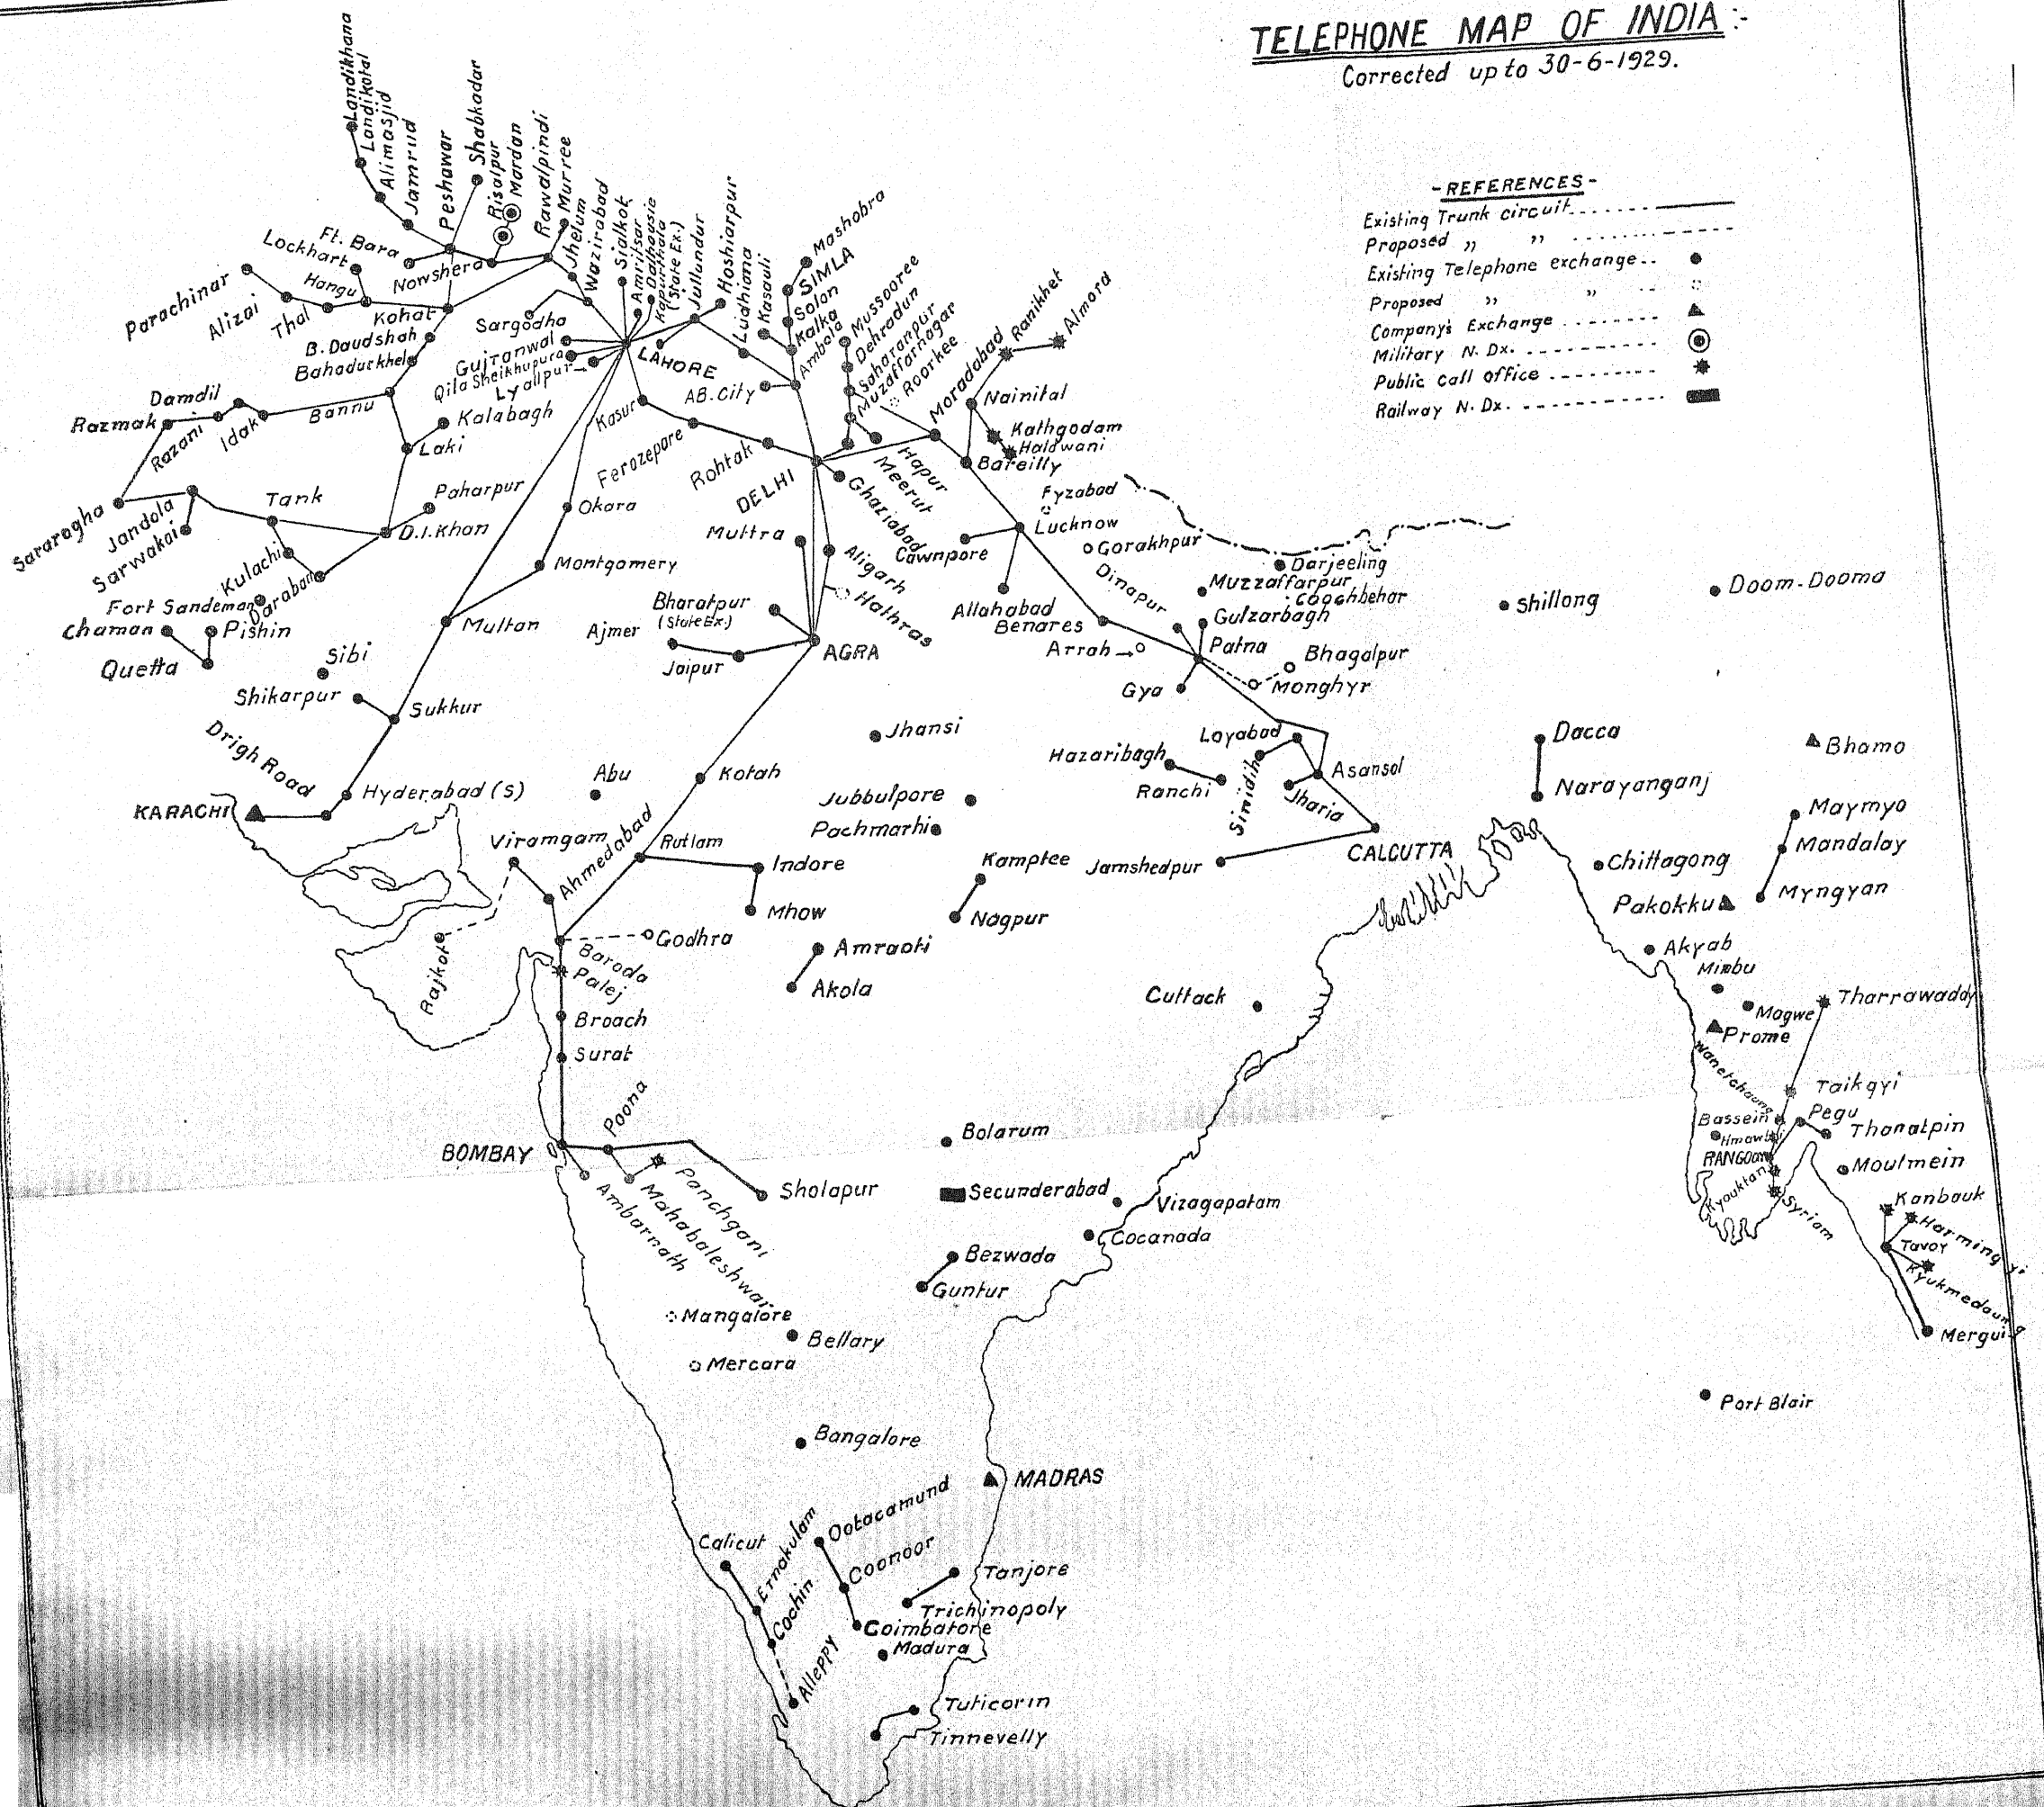 TELEPHONE MAP OF INDIA :-
Corrected up to 30-6-1929.
-REFERENCES-
Existing Trunk circuit
Proposed ,, ,,
Existing Telephone exchange..
Proposed ,, ,,
Company's Exchange
Military N. Dx.
Public Call Office
Railway N. Dx.
Landikhana
Landikotal
Alimasjid
Jamrud
Peshawar
Shabkadar
Risalpur
Mardan
Rawalpindi
Murree
Jhelum
Wazirabad
Sialkot
Amritsar
Dalhousie
Kapurthala
(State Ex.)
Jullundur
Hoshiarpur
Ludhiana
Kasauli
Mashobra
SIMLA
Solon
Kalka
Ambala
Mussooree
Dehradun
Saharampur
Muzaffarnagar
Roorkee
Moradabad
Ranikhet
Almora
Ft. Bara
Lockhart
Nowshera
Parachinar
Alizai
Thal
Hangu
Kohat
B. Daudshah
Bahadurkhel
Sargodha
Gujranwal
Qila Sheikhupura
Lyallpur
LAHORE
AB. City
Nainital
Kathgodam
Haldwani
Bareilly
Damdil
Razmak
Razani
Idak
Bannu
Kalabagh
Laki
Kasur
Ferozepore
Rohtak
DELHI
Hapur
Meerut
Ghaziabad
Fyzabad
Lucknow
Cawnpore
Gorakhpur
Sararogha
Jandola
Sarwakai
Tank
Paharpur
D.I. Khan
Kulachi
Daraban
Okara
Montgomery
Muttra
Aligarh
Hathras
Allahabad
Benares
Dinapur
Darjeeling
Muzzaffarpur
Coochbehar
Gulzarbagh
Shillong
Doom-Dooma
Fort Sandeman
Chaman
Pishin
Quetta
Sibi
Multan
Bharatpur
(State Ex.)
Ajmer
Jaipur
AGRA
Arrah
Patna
Bhagalpur
Gya
Monghyr
Shikarpur
Sukkur
Drigh Road
Jhansi
Loyabad
Hazaribagh
Ranchi
Sinidih
Asansol
Jharia
Dacca
Narayanganj
Bhamo
KARACHI
Hyderabad (S)
Abu
Kotah
Jubbulpore
Pachmarhi
Maymyo
Mandalay
Myngyan
Viramgam
Ahmedabad
Rutlam
Indore
Mhow
Kamptee
Nagpur
Jamshedpur
CALCUTTA
Chittagong
Pakokku
Rajkot
Godhra
Baroda
Palej
Amraoti
Akola
Akyab
Minbu
Magwe
Prome
Tharrawaddy
Broach
Surat
Cuttack
Wanetchaung
Taikgyi
Bassein
Pegu
Thanatpin
Hmawbi
RANGOON
Moulmein
Kyouktan
Syriam
BOMBAY
Poona
Panchgani
Mahabaleshwar
Ambarnath
Sholapur
Bolarum
Secunderabad
Vizagapatam
Cocanada
Bezwada
Guntur
Kanbauk
Harmingyi
Tavoy
Kyukmedaung
Mergui
Mangalore
Bellary
Mercara
Port Blair
Bangalore
MADRAS
Calicut
Ernakulam
Cochin
Alleppy
Ootacamund
Coonoor
Coimbatore
Tanjore
Trichinopoly
Madura
Tuticorin
Tinnevelly